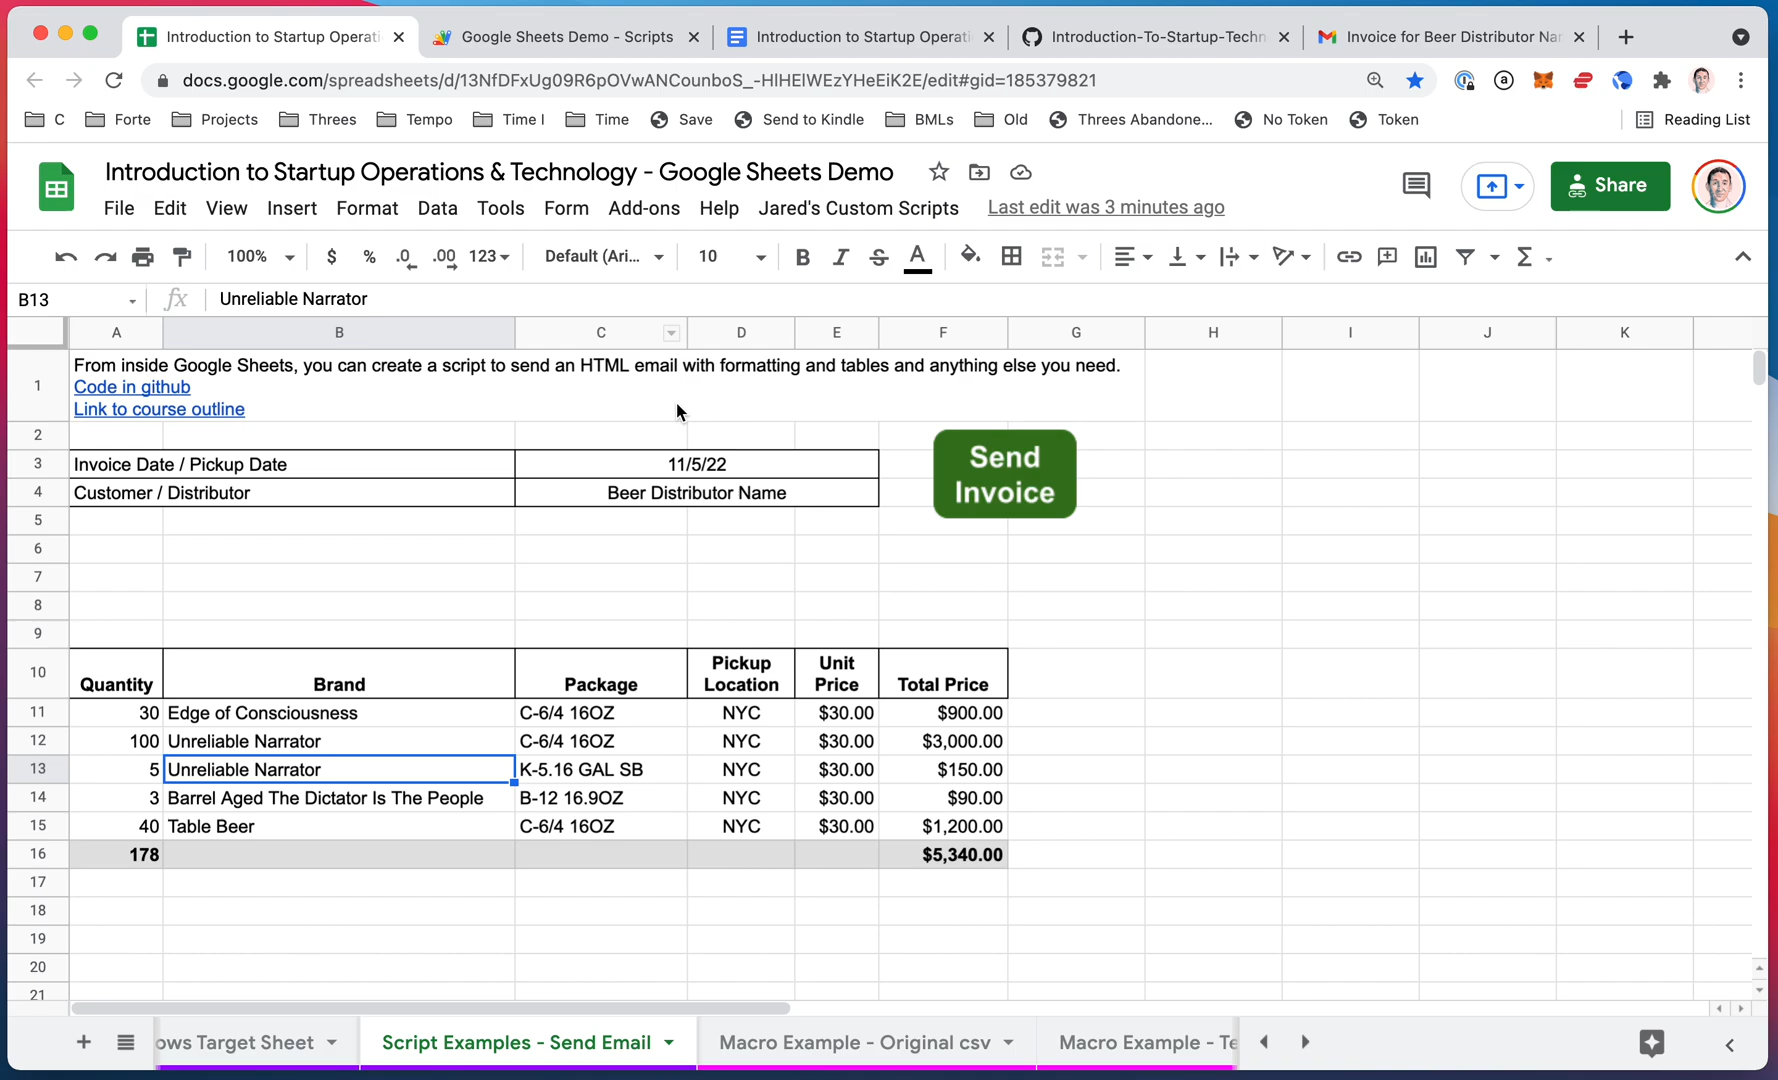 Introduction to Startup Operati
Google Sheets Demo - Scripts
Introduction to Startup Operati
Introduction-To-Startup-Techn
Invoice for Beer Distributor Nar
docs.google.com/spreadsheets/d/13NfDFxUg09R6pOVwANCounboS_-HlHElWEzYHeEiK2E/edit#gid=185379821
C
Forte
Projects
Threes
Tempo
Time I
Time
Save
Send to Kindle
BMLs
Old
Threes Abandone...
No Token
Token
Reading List
Introduction to Startup Operations & Technology - Google Sheets Demo
Share
File Edit View Insert Format Data Tools Form Add-ons Help Jared's Custom Scripts Last edit was 3 minutes ago
100% $ % .0 .00 123 Default (Ari... 10 B I S A
B13 fx Unreliable Narrator
A B C D E F G H I J K
1 From inside Google Sheets, you can create a script to send an HTML email with formatting and tables and anything else you need.
Code in github
Link to course outline
2
3 Invoice Date / Pickup Date 11/5/22
4 Customer / Distributor Beer Distributor Name
Send
Invoice
5
6
7
8
9
10 Quantity Brand Package Pickup Location Unit Price Total Price
11 30 Edge of Consciousness C-6/4 16OZ NYC $30.00 $900.00
12 100 Unreliable Narrator C-6/4 16OZ NYC $30.00 $3,000.00
13 5 Unreliable Narrator K-5.16 GAL SB NYC $30.00 $150.00
14 3 Barrel Aged The Dictator Is The People B-12 16.9OZ NYC $30.00 $90.00
15 40 Table Beer C-6/4 16OZ NYC $30.00 $1,200.00
16 178 $5,340.00
17
18
19
20
21
ows Target Sheet
Script Examples - Send Email
Macro Example - Original csv
Macro Example - Te